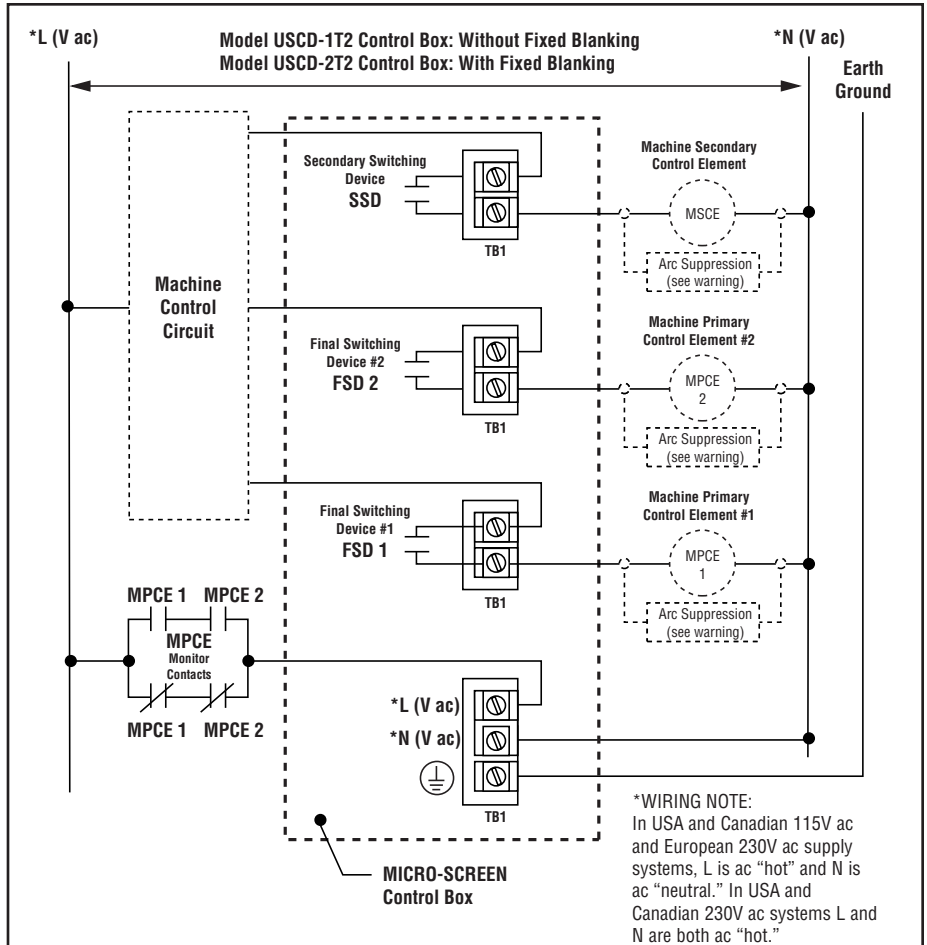 *L (V ac)
Model USCD-1T2 Control Box: Without Fixed Blanking
Model USCD-2T2 Control Box: With Fixed Blanking
*N (V ac)
Earth
Ground
Secondary Switching
Device
SSD
TB1
Machine Secondary
Control Element
MSCE
Arc Suppression
(see warning)
Machine
Control
Circuit
Final Switching
Device #2
FSD 2
TB1
Machine Primary
Control Element #2
MPCE
2
Arc Suppression
(see warning)
Final Switching
Device #1
FSD 1
TB1
Machine Primary
Control Element #1
MPCE
1
Arc Suppression
(see warning)
MPCE 1 MPCE 2
MPCE
Monitor
Contacts
MPCE 1 MPCE 2
*L (V ac)
*N (V ac)
TB1
MICRO-SCREEN
Control Box
*WIRING NOTE:
In USA and Canadian 115V ac
and European 230V ac supply
systems, L is ac “hot” and N is
ac “neutral.” In USA and
Canadian 230V ac systems L and
N are both ac “hot.”